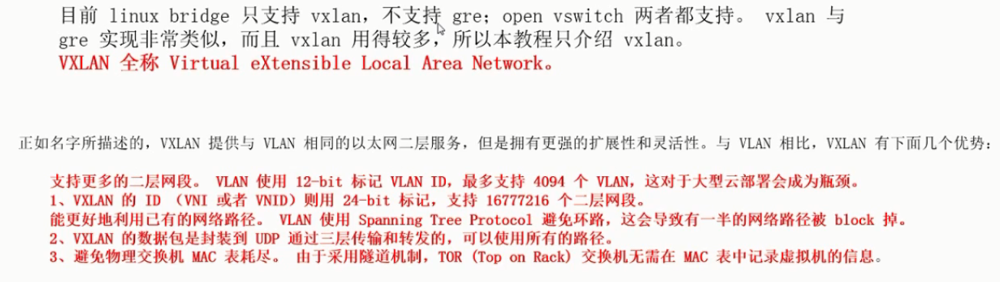 目前 linux bridge 只支持 vxlan，不支持 gre；open vswitch 两者都支持。 vxlan 与
gre 实现非常类似，而且 vxlan 用得较多，所以本教程只介绍 vxlan。
VXLAN 全称 Virtual eXtensible Local Area Network。
正如名字所描述的，VXLAN 提供与 VLAN 相同的以太网二层服务，但是拥有更强的扩展性和灵活性。与 VLAN 相比，VXLAN 有下面几个优势：
支持更多的二层网段。 VLAN 使用 12-bit 标记 VLAN ID，最多支持 4094 个 VLAN，这对于大型云部署会成为瓶颈。
1、VXLAN 的 ID （VNI 或者 VNID）则用 24-bit 标记，支持 16777216 个二层网段。
能更好地利用已有的网络路径。 VLAN 使用 Spanning Tree Protocol 避免环路，这会导致有一半的网络路径被 block 掉。
2、VXLAN 的数据包是封装到 UDP 通过三层传输和转发的，可以使用所有的路径。
3、避免物理交换机 MAC 表耗尽。 由于采用隧道机制，TOR (Top on Rack) 交换机无需在 MAC 表中记录虚拟机的信息。